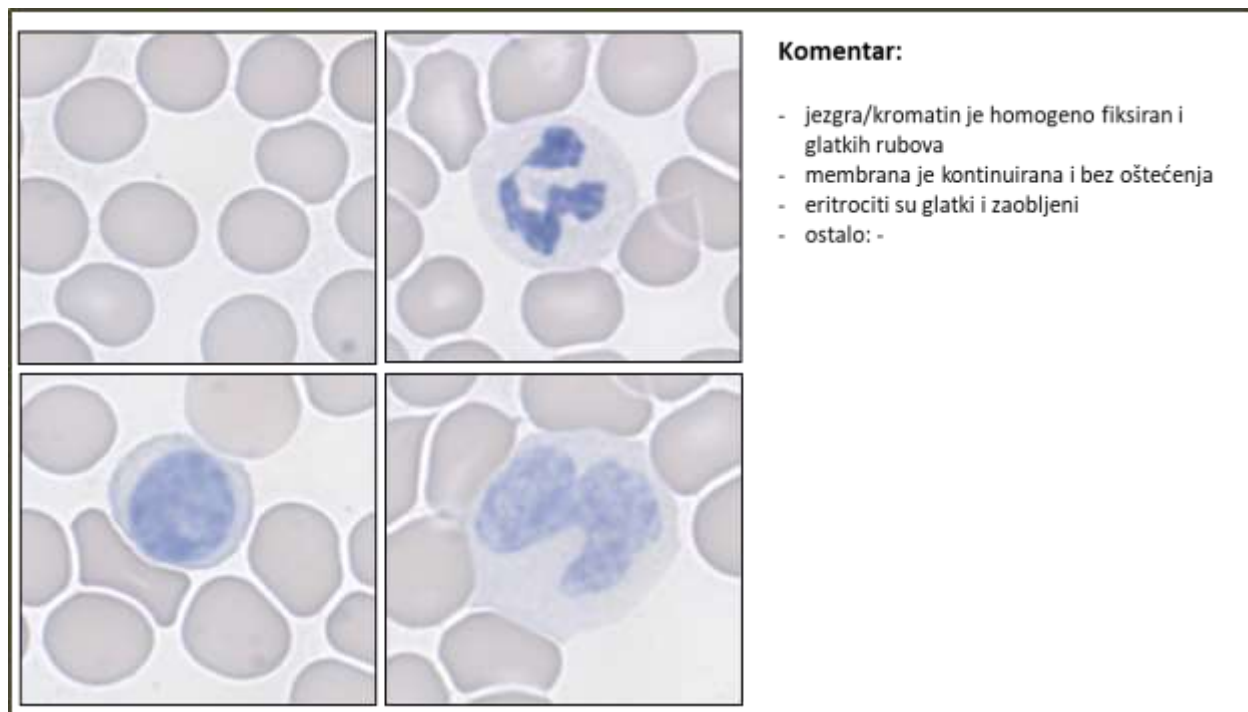 Komentar:
- jezgra/kromatin je homogeno fiksiran i
glatkih rubova
- membrana je kontinuirana i bez oštećenja
- eritrociti su glatki i zaobljeni
- ostalo: -